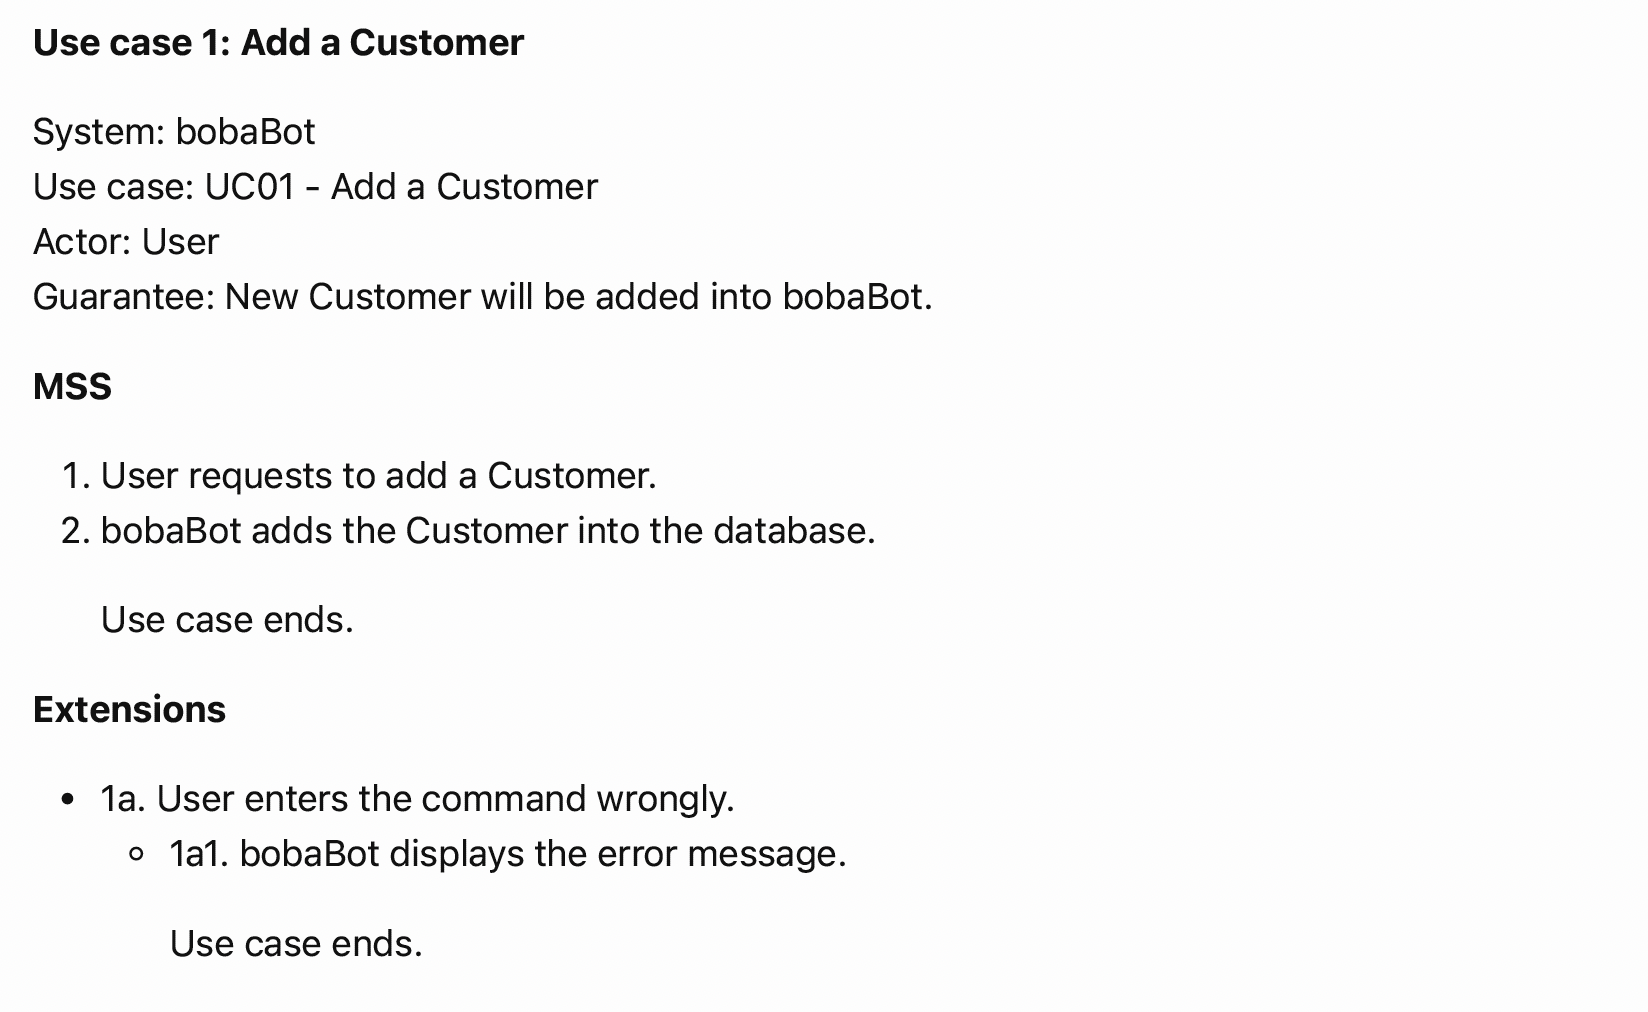 Use case 1: Add a Customer
System: bobaBot
Use case: UC01 - Add a Customer
Actor: User
Guarantee: New Customer will be added into bobaBot.
MSS
1. User requests to add a Customer.
2. bobaBot adds the Customer into the database.
Use case ends.
Extensions
• 1a. User enters the command wrongly.
◦ 1a1. bobaBot displays the error message.
Use case ends.